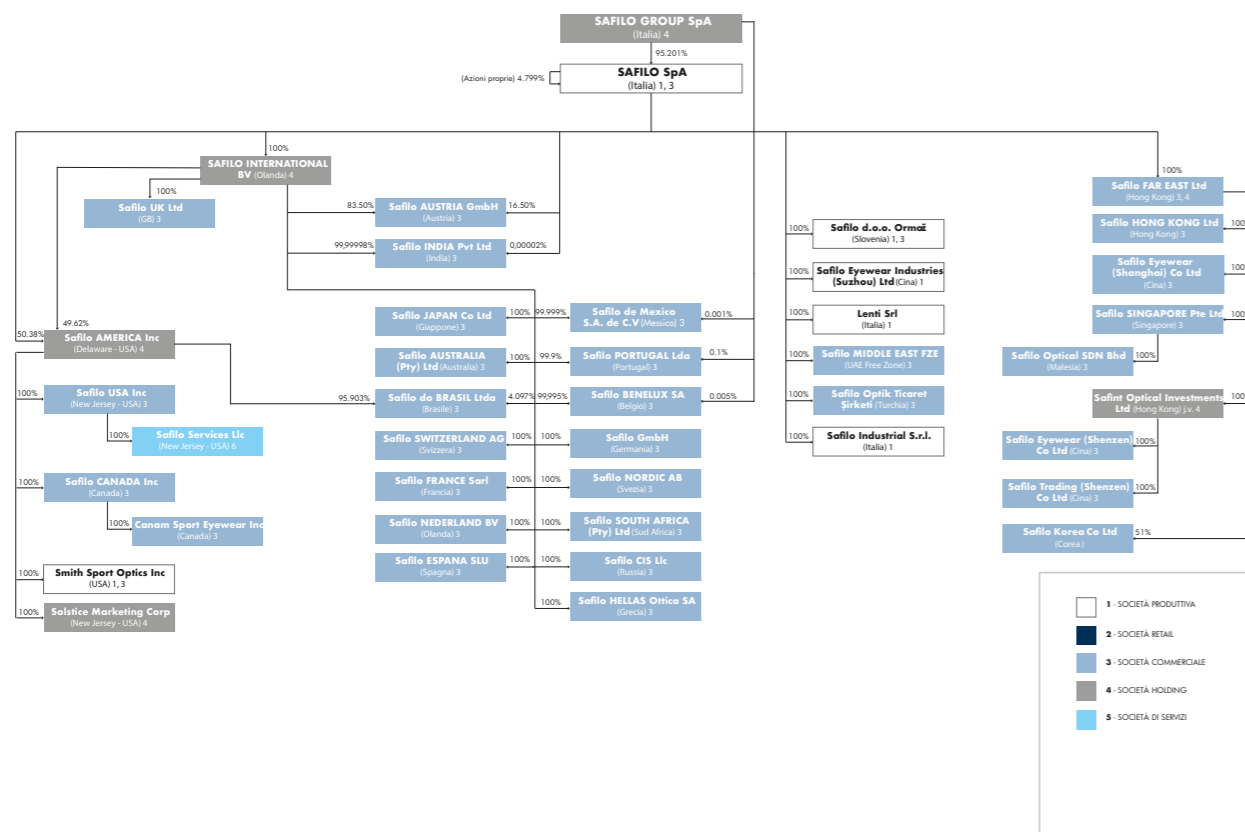 SAFILO GROUP SpA
(Italia) 4
95.201%
(Azioni proprie) 4.799%
SAFILO SpA
(Italia) 1, 3
100%
SAFILO INTERNATIONAL
BV (Olanda) 4
100%
Safilo UK Ltd
(GB) 3
83.50%
Safilo AUSTRIA GmbH
(Austria) 3
16.50%
99,99998%
Safilo INDIA Pvt Ltd
(India) 3
0,00002%
49.62%
50.38%
Safilo AMERICA Inc
(Delaware - USA) 4
100%
Safilo USA Inc
(New Jersey - USA) 3
100%
Safilo Services Llc
(New Jersey - USA) 6
100%
Safilo CANADA Inc
(Canada) 3
100%
Canam Sport Eyewear Inc
(Canada) 3
100%
Smith Sport Optics Inc
(USA) 1, 3
100%
Solstice Marketing Corp
(New Jersey - USA) 4
Safilo JAPAN Co Ltd
(Giappone) 3
100%
99.999%
Safilo de Mexico
S.A. de C.V (Messico) 3
0.001%
Safilo AUSTRALIA
(Pty) Ltd (Australia) 3
100%
99.9%
Safilo PORTUGAL Lda
(Portugal) 3
0.1%
95.903%
Safilo do BRASIL Ltda
(Brasile) 3
4.097%
99,995%
Safilo BENELUX SA
(Belgio) 3
0.005%
Safilo SWITZERLAND AG
(Svizzera) 3
100%
100%
Safilo GmbH
(Germania) 3
Safilo FRANCE Sarl
(Francia) 3
100%
100%
Safilo NORDIC AB
(Svezia) 3
Safilo NEDERLAND BV
(Olanda) 3
100%
100%
Safilo SOUTH AFRICA
(Pty) Ltd (Sud Africa) 3
Safilo ESPANA SLU
(Spagna) 3
100%
100%
Safilo CIS Llc
(Russia) 3
100%
Safilo HELLAS Ottica SA
(Grecia) 3
100%
Safilo d.o.o. Ormož
(Slovenia) 1, 3
100%
Safilo Eyewear Industries
(Suzhou) Ltd (Cina) 1
100%
Lenti Srl
(Italia) 1
100%
Safilo MIDDLE EAST FZE
(UAE Free Zone) 3
100%
Safilo Optik Ticaret
Şirketi (Turchia) 3
100%
Safilo Industrial S.r.l.
(Italia) 1
100%
Safilo FAR EAST Ltd
(Hong Kong) 3, 4
Safilo HONG KONG Ltd
(Hong Kong) 3
100%
Safilo Eyewear
(Shanghai) Co Ltd
(Cina) 3
100%
Safilo SINGAPORE Pte Ltd
(Singapore) 3
100%
Safilo Optical SDN Bhd
(Malesia) 3
100%
Safint Optical Investments
Ltd (Hong Kong) j.v. 4
100%
Safilo Eyewear (Shenzen)
Co Ltd (Cina) 3
100%
Safilo Trading (Shenzen)
Co Ltd (Cina) 3
100%
Safilo Korea Co Ltd
(Corea )
51%
1 - SOCIETÀ PRODUTTIVA
2 - SOCIETÀ RETAIL
3 - SOCIETÀ COMMERCIALE
4 - SOCIETÀ HOLDING
5 - SOCIETÀ DI SERVIZI